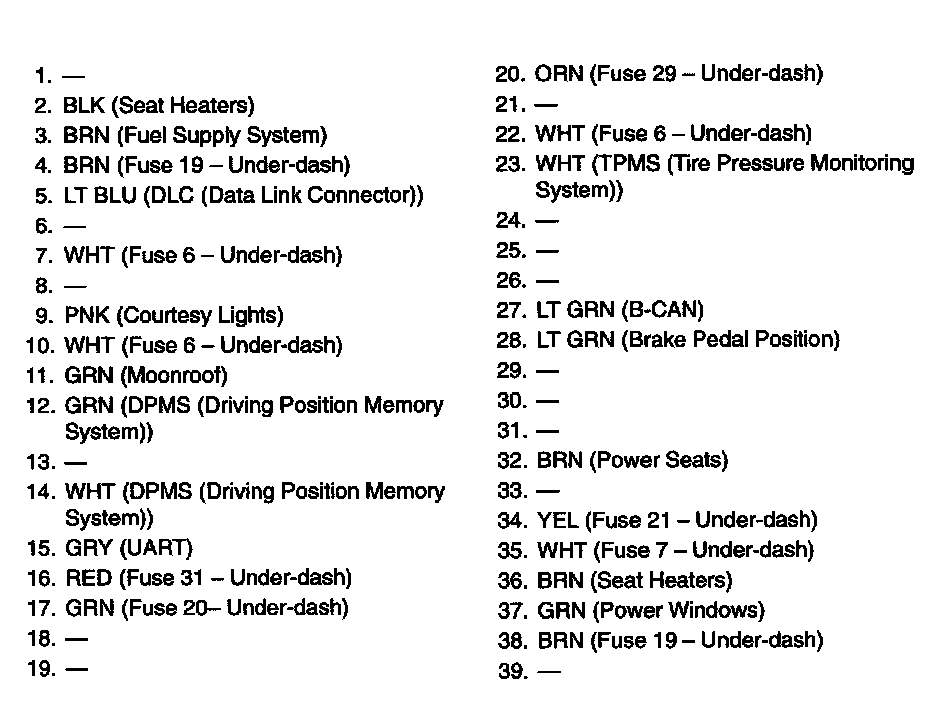 1. —
2. BLK (Seat Heaters)
3. BRN (Fuel Supply System)
4. BRN (Fuse 19 – Under-dash)
5. LT BLU (DLC (Data Link Connector))
6. —
7. WHT (Fuse 6 – Under-dash)
8. —
9. PNK (Courtesy Lights)
10. WHT (Fuse 6 – Under-dash)
11. GRN (Moonroof)
12. GRN (DPMS (Driving Position Memory
System))
13. —
14. WHT (DPMS (Driving Position Memory
System))
15. GRY (UART)
16. RED (Fuse 31 – Under-dash)
17. GRN (Fuse 20– Under-dash)
18. —
19. —
20. ORN (Fuse 29 – Under-dash)
21. —
22. WHT (Fuse 6 – Under-dash)
23. WHT (TPMS (Tire Pressure Monitoring
System))
24. —
25. —
26. —
27. LT GRN (B-CAN)
28. LT GRN (Brake Pedal Position)
29. —
30. —
31. —
32. BRN (Power Seats)
33. —
34. YEL (Fuse 21 – Under-dash)
35. WHT (Fuse 7 – Under-dash)
36. BRN (Seat Heaters)
37. GRN (Power Windows)
38. BRN (Fuse 19 – Under-dash)
39. —